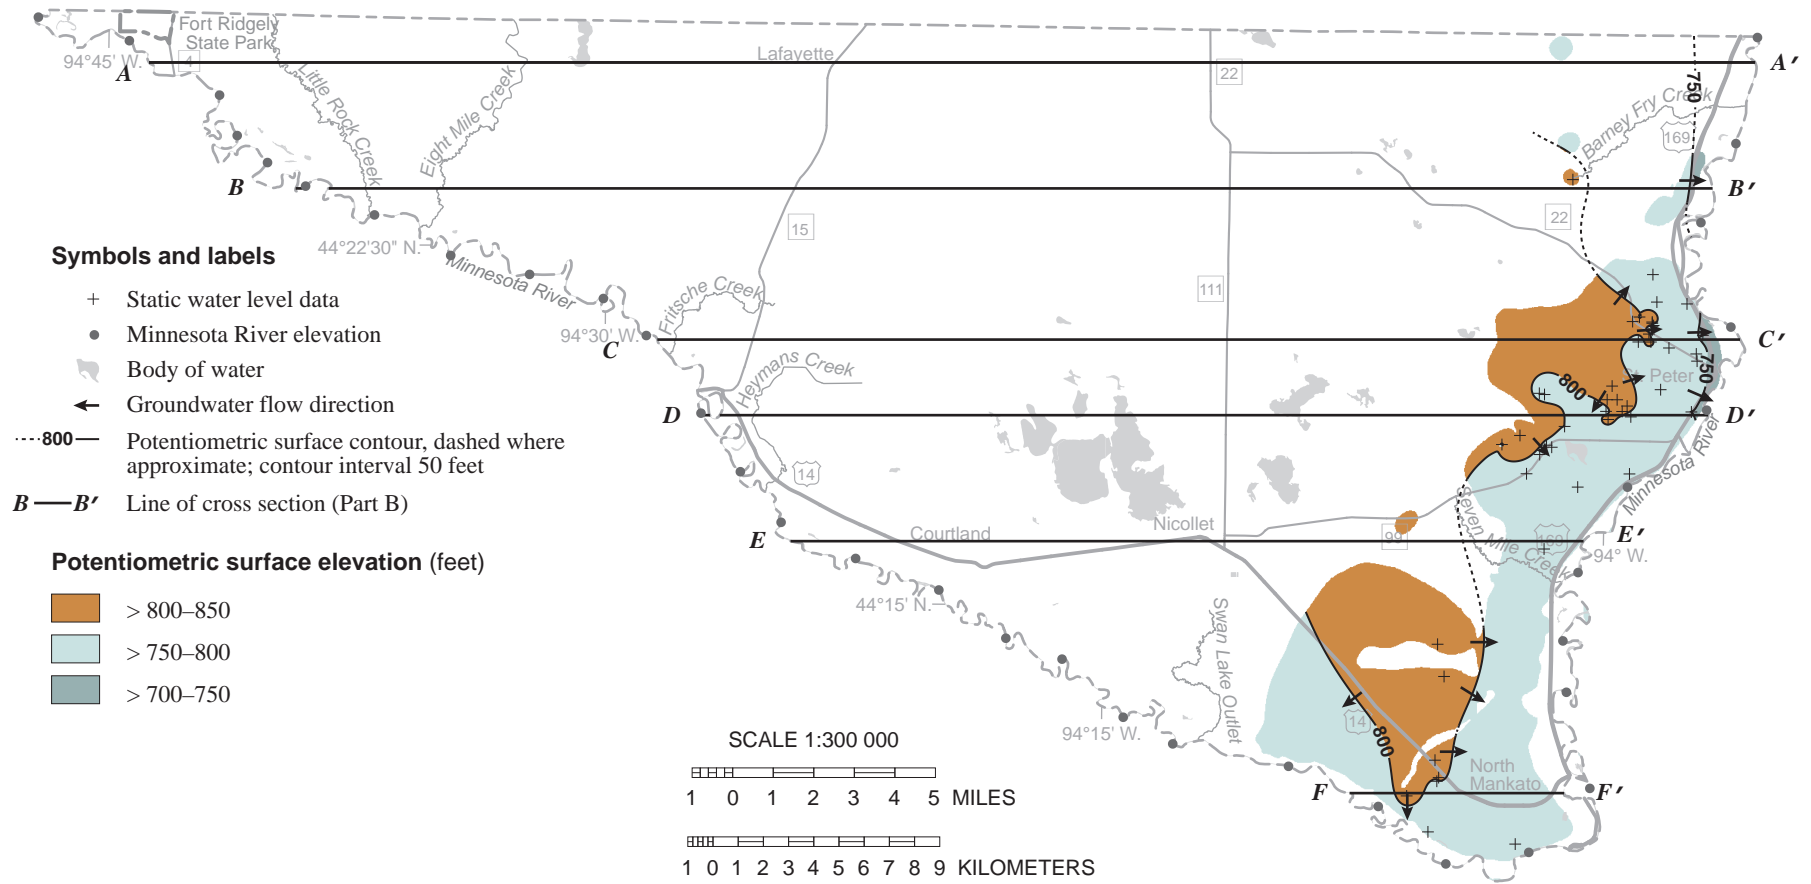 Fort Ridgely
State Park
94°45' W.
A
4
Little Rock Creek
Eight Mile Creek
Lafayette
22
750
A′
Barney Fry Creek
169
B
B′
15
22
44°22'30" N.
Minnesota River
Symbols and labels
+ Static water level data
Minnesota River elevation
Body of water
Groundwater flow direction
800 Potentiometric surface contour, dashed where
approximate; contour interval 50 feet
B B′ Line of cross section (Part B)
111
Fritsche Creek
94°30' W.
C
C′
Heymans Creek
800
St. Peter
750
D
D′
14
Minnesota River
Seven Mile Creek
Courtland
Nicollet
99
169
E
E′
94° W.
Potentiometric surface elevation (feet)
> 800–850
> 750–800
> 700–750
44°15' N.
Swan Lake Outlet
94°15' W.
14
800
North
Mankato
F
F′
SCALE 1:300 000
1 0 1 2 3 4 5 MILES
1 0 1 2 3 4 5 6 7 8 9 KILOMETERS